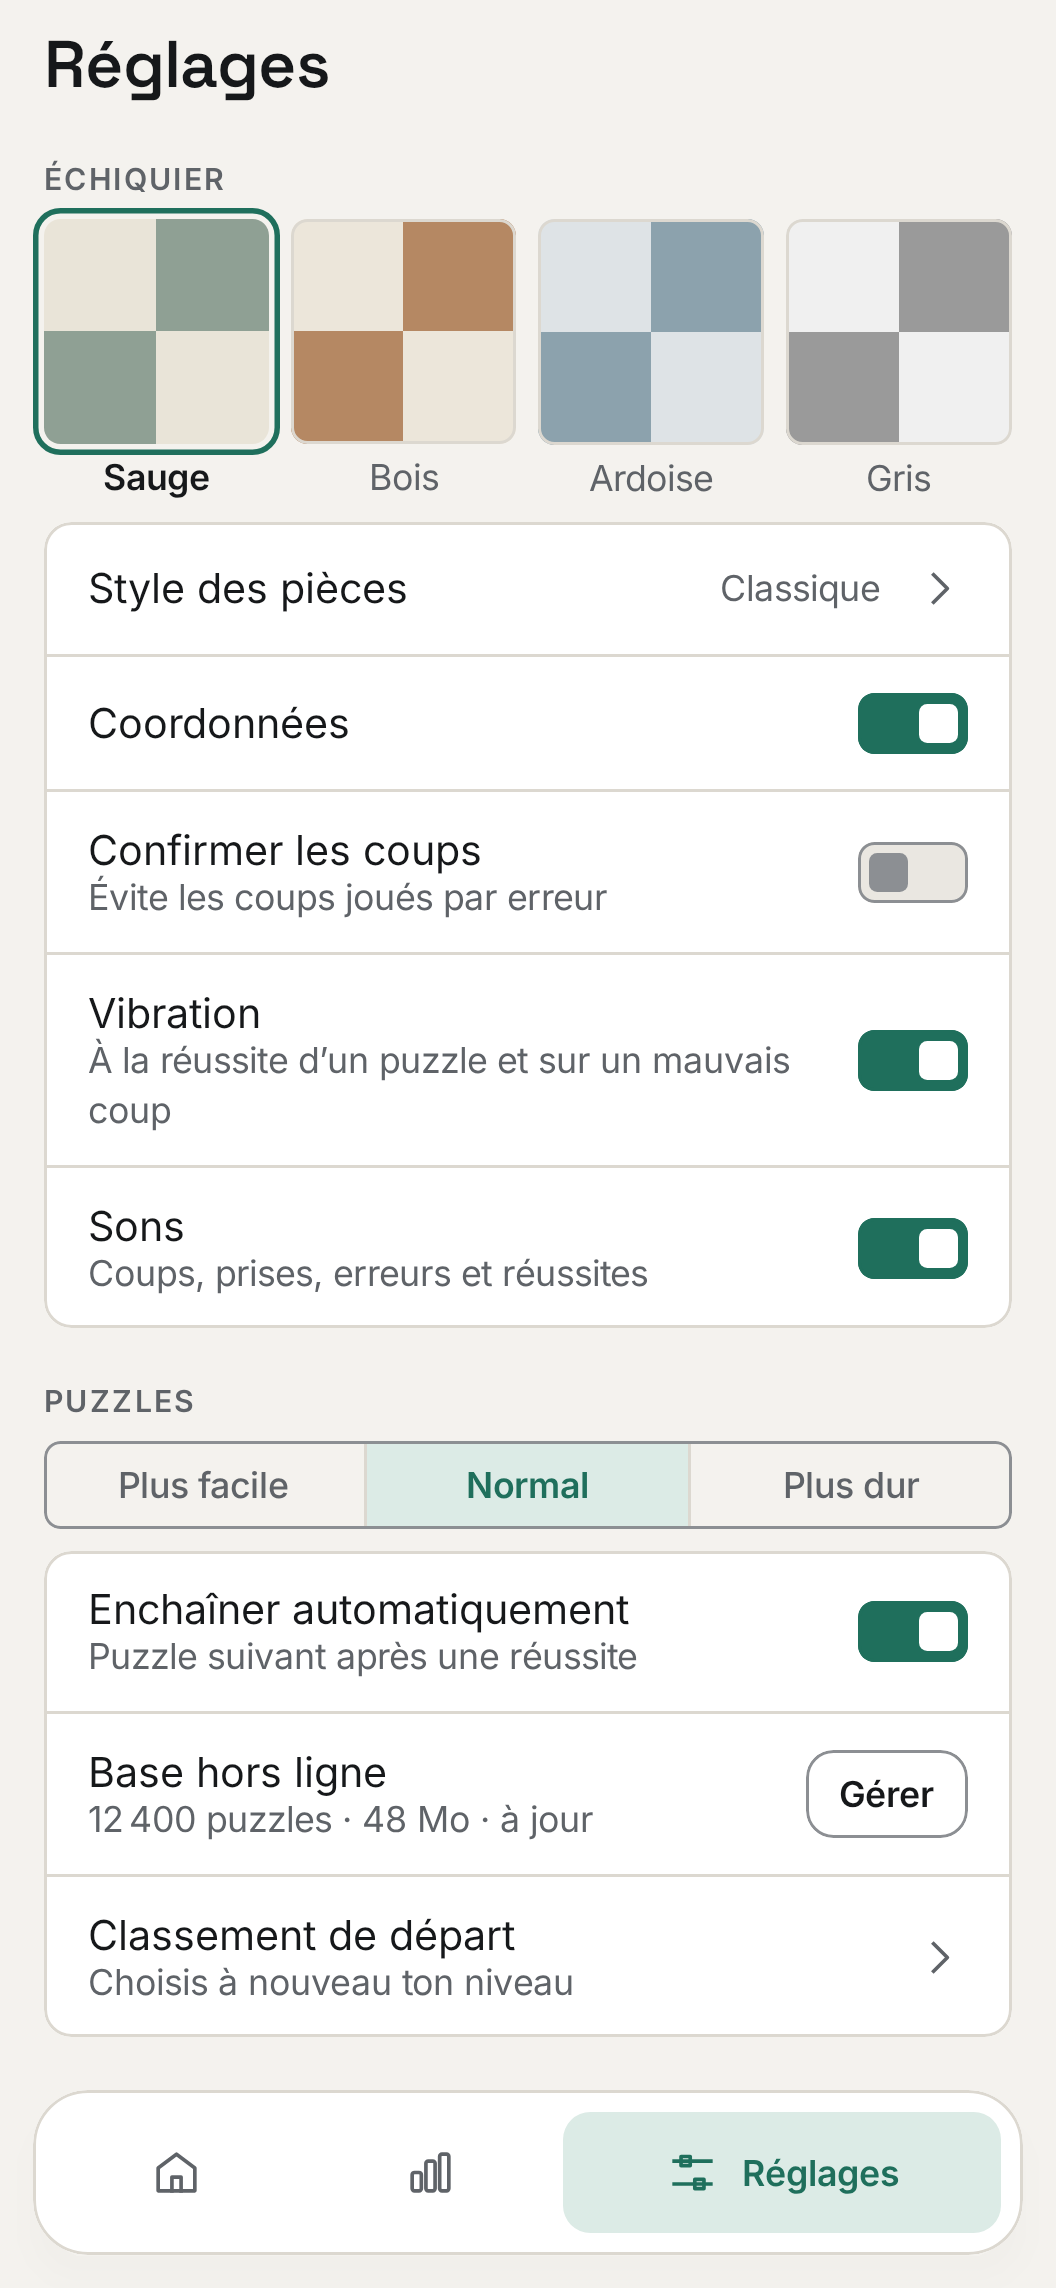 Réglages
ÉCHIQUIER
Sauge
Bois
Ardoise
Gris
Style des pièces
Classique
Coordonnées
Confirmer les coups
Évite les coups joués par erreur
Vibration
À la réussite d’un puzzle et sur un mauvais
coup
Sons
Coups, prises, erreurs et réussites
PUZZLES
Plus facile
Normal
Plus dur
Enchaîner automatiquement
Puzzle suivant après une réussite
Base hors ligne
12 400 puzzles · 48 Mo · à jour
Gérer
Classement de départ
Choisis à nouveau ton niveau
Réglages